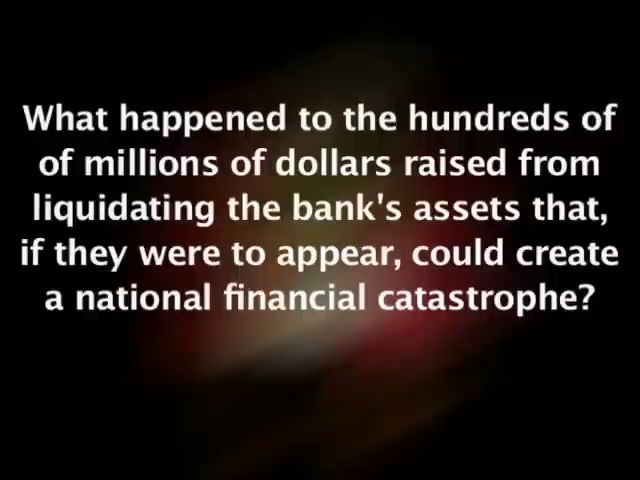 What happened to the hundreds of
of millions of dollars raised from
liquidating the bank's assets that,
if they were to appear, could create
a national financial catastrophe?